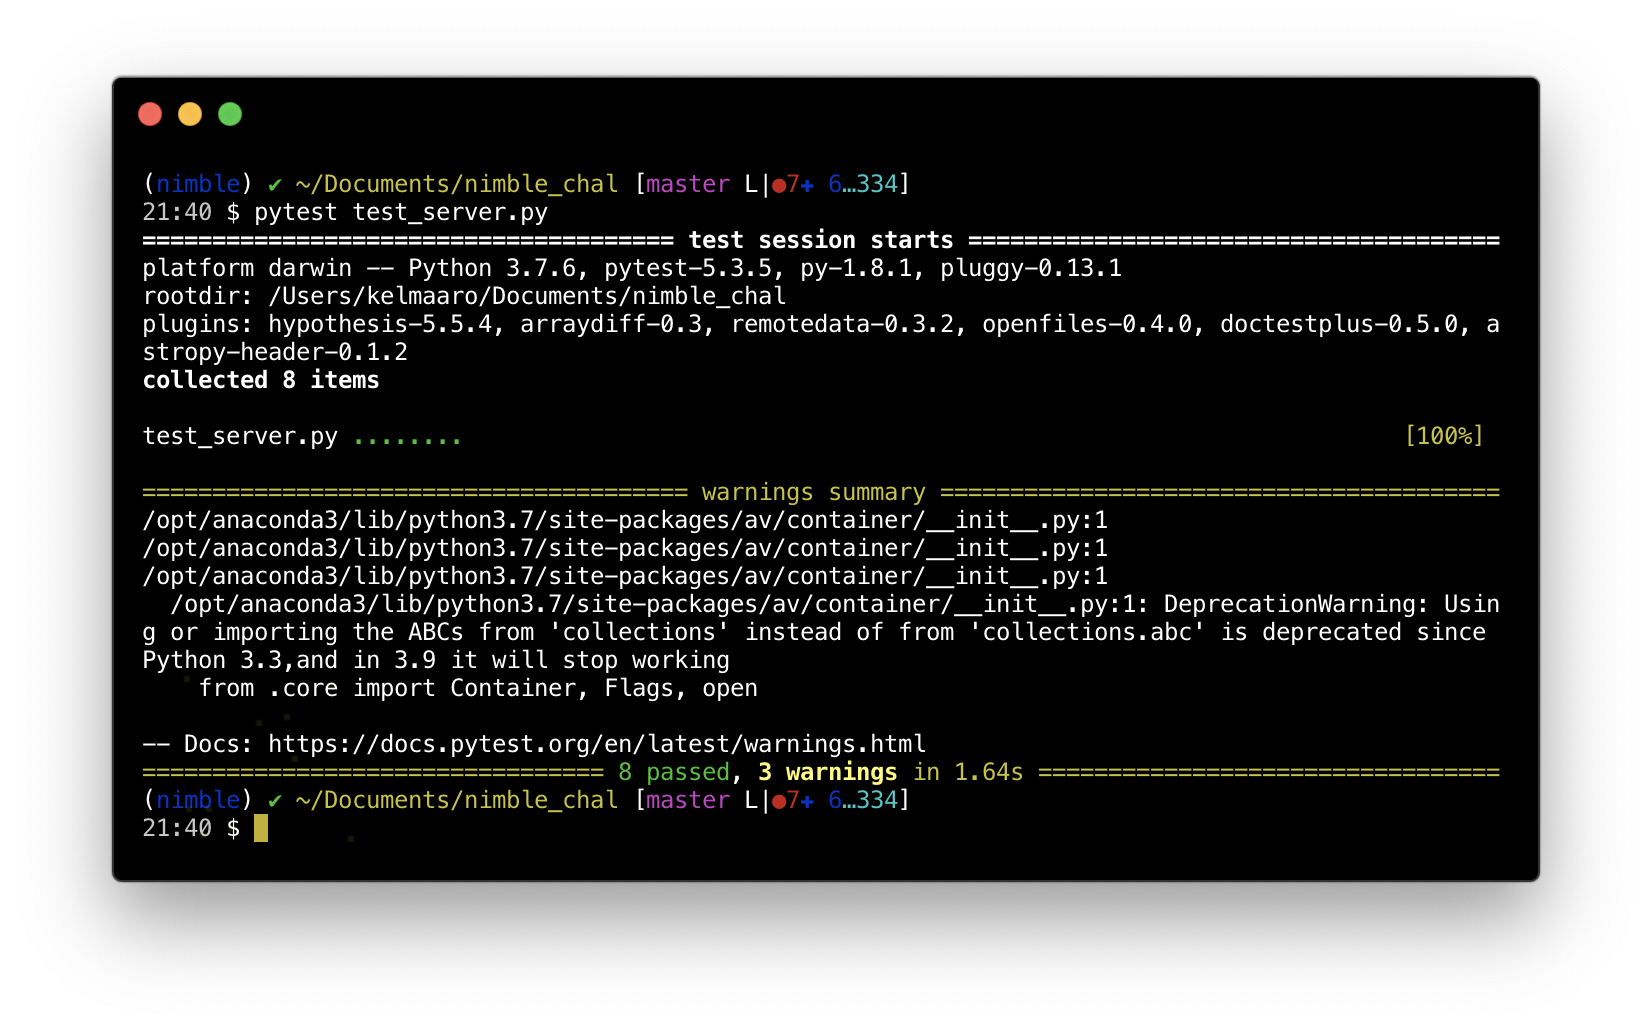 (nimble) ✔ ~/Documents/nimble_chal [master L|●7✚ 6…334]
21:40 $ pytest test_server.py
====================================== test session starts ======================================
platform darwin -- Python 3.7.6, pytest-5.3.5, py-1.8.1, pluggy-0.13.1
rootdir: /Users/kelmaaro/Documents/nimble_chal
plugins: hypothesis-5.5.4, arraydiff-0.3, remotedata-0.3.2, openfiles-0.4.0, doctestplus-0.5.0, a
stropy-header-0.1.2
collected 8 items
test_server.py ........ [100%]
======================================= warnings summary ========================================
/opt/anaconda3/lib/python3.7/site-packages/av/container/__init__.py:1
/opt/anaconda3/lib/python3.7/site-packages/av/container/__init__.py:1
/opt/anaconda3/lib/python3.7/site-packages/av/container/__init__.py:1
  /opt/anaconda3/lib/python3.7/site-packages/av/container/__init__.py:1: DeprecationWarning: Usin
g or importing the ABCs from 'collections' instead of from 'collections.abc' is deprecated since
Python 3.3,and in 3.9 it will stop working
    from .core import Container, Flags, open
-- Docs: https://docs.pytest.org/en/latest/warnings.html
================================= 8 passed, 3 warnings in 1.64s =================================
(nimble) ✔ ~/Documents/nimble_chal [master L|●7✚ 6…334]
21:40 $